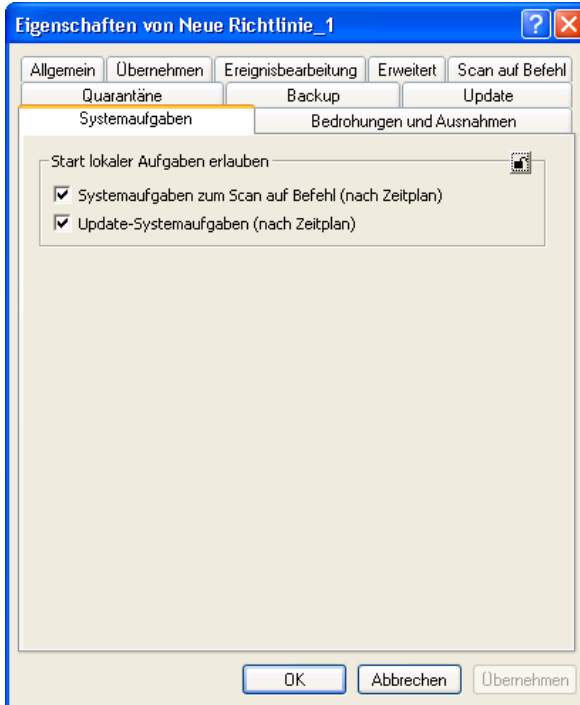 Eigenschaften von Neue Richtlinie_1
Allgemein Übernehmen Ereignisbearbeitung Erweitert Scan auf Befehl
Quarantäne Backup Update
Systemaufgaben Bedrohungen und Ausnahmen
Start lokaler Aufgaben erlauben
Systemaufgaben zum Scan auf Befehl (nach Zeitplan)
Update-Systemaufgaben (nach Zeitplan)
OK Abbrechen Übernehmen